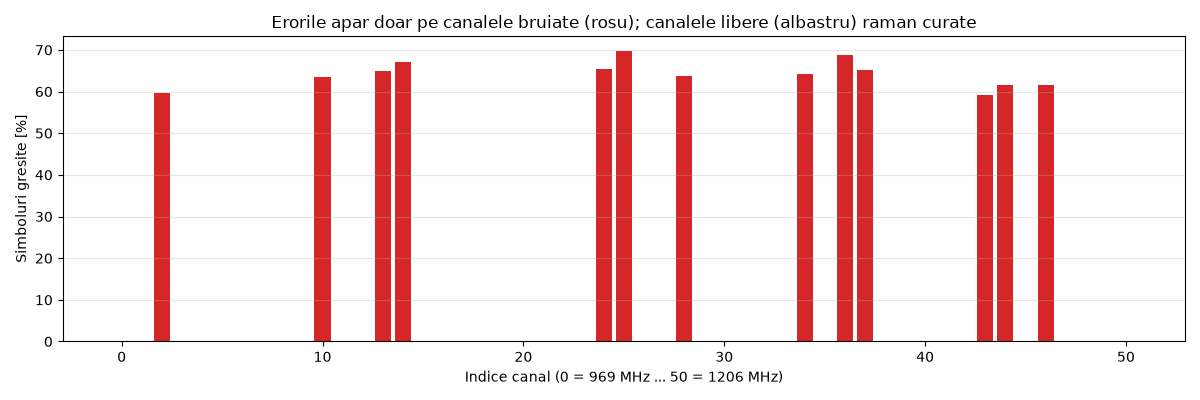 Erorile apar doar pe canalele bruiate (rosu); canalele libere (albastru) raman curate
Simboluri gresite [%]
70
60
50
40
30
20
10
0
0 10 20 30 40 50
Indice canal (0 = 969 MHz ... 50 = 1206 MHz)